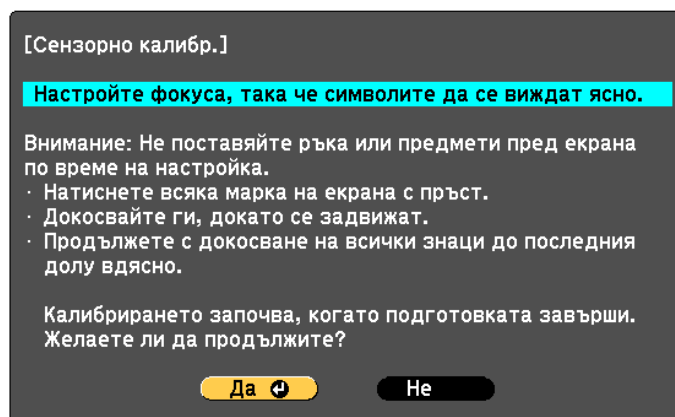 [Сензорно калибр.]
Настройте фокуса, така че символите да се виждат ясно.
Внимание: Не поставяйте ръка или предмети пред екрана
по време на настройка.
· Натиснете всяка марка на екрана с пръст.
· Докосвайте ги, докато се задвижат.
· Продължете с докосване на всички знаци до последния
долу вдясно.
Калибрирането започва, когато подготовката завърши.
Желаете ли да продължите?
Да Не